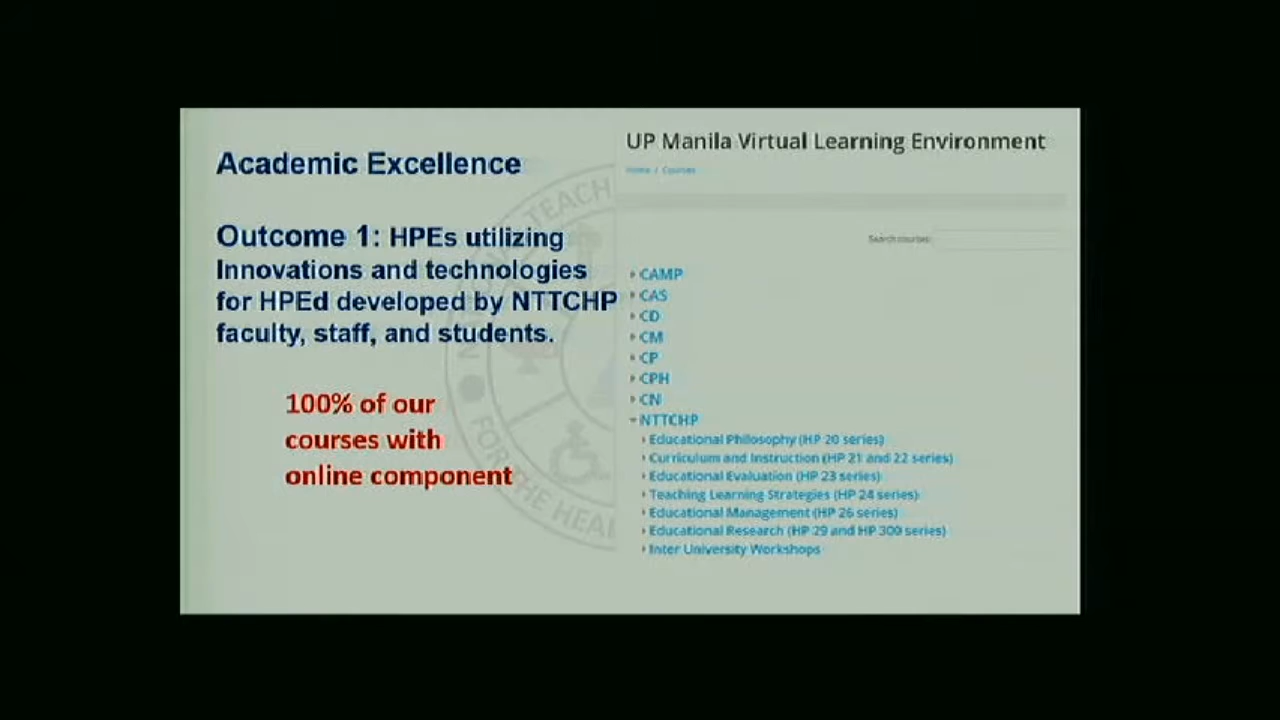 Academic Excellence
Outcome 1: HPEs utilizing
Innovations and technologies
for HPEd developed by NTTCHP
faculty, staff, and students.
100% of our
courses with
online component
UP Manila Virtual Learning Environment
Home / Courses
Search courses:
CAMP
CAS
CD
CM
CP
CPH
CN
NTTCHP
Educational Philosophy (HP 20 series)
Curriculum and Instruction (HP 21 and 22 series)
Educational Evaluation (HP 23 series)
Teaching Learning Strategies (HP 24 series)
Educational Management (HP 26 series)
Educational Research (HP 29 and HP 300 series)
Inter University Workshops
TEACH
FOR THE HEAL